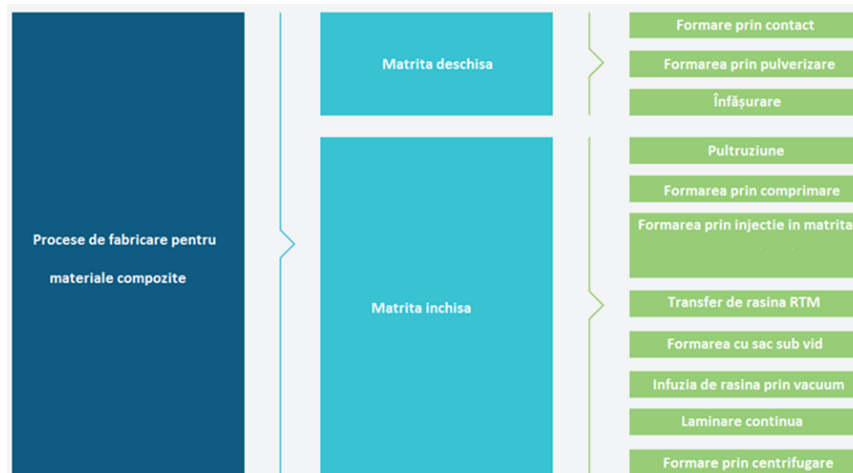 Procese de fabricare pentru
materiale compozite
Matrita deschisa
Formare prin contact
Formarea prin pulverizare
Înfășurare
Matrita inchisa
Pultruziune
Formarea prin comprimare
Formarea prin injectie in matrita
Transfer de rasina RTM
Formarea cu sac sub vid
Infuzia de rasina prin vacuum
Laminare continua
Formare prin centrifugare